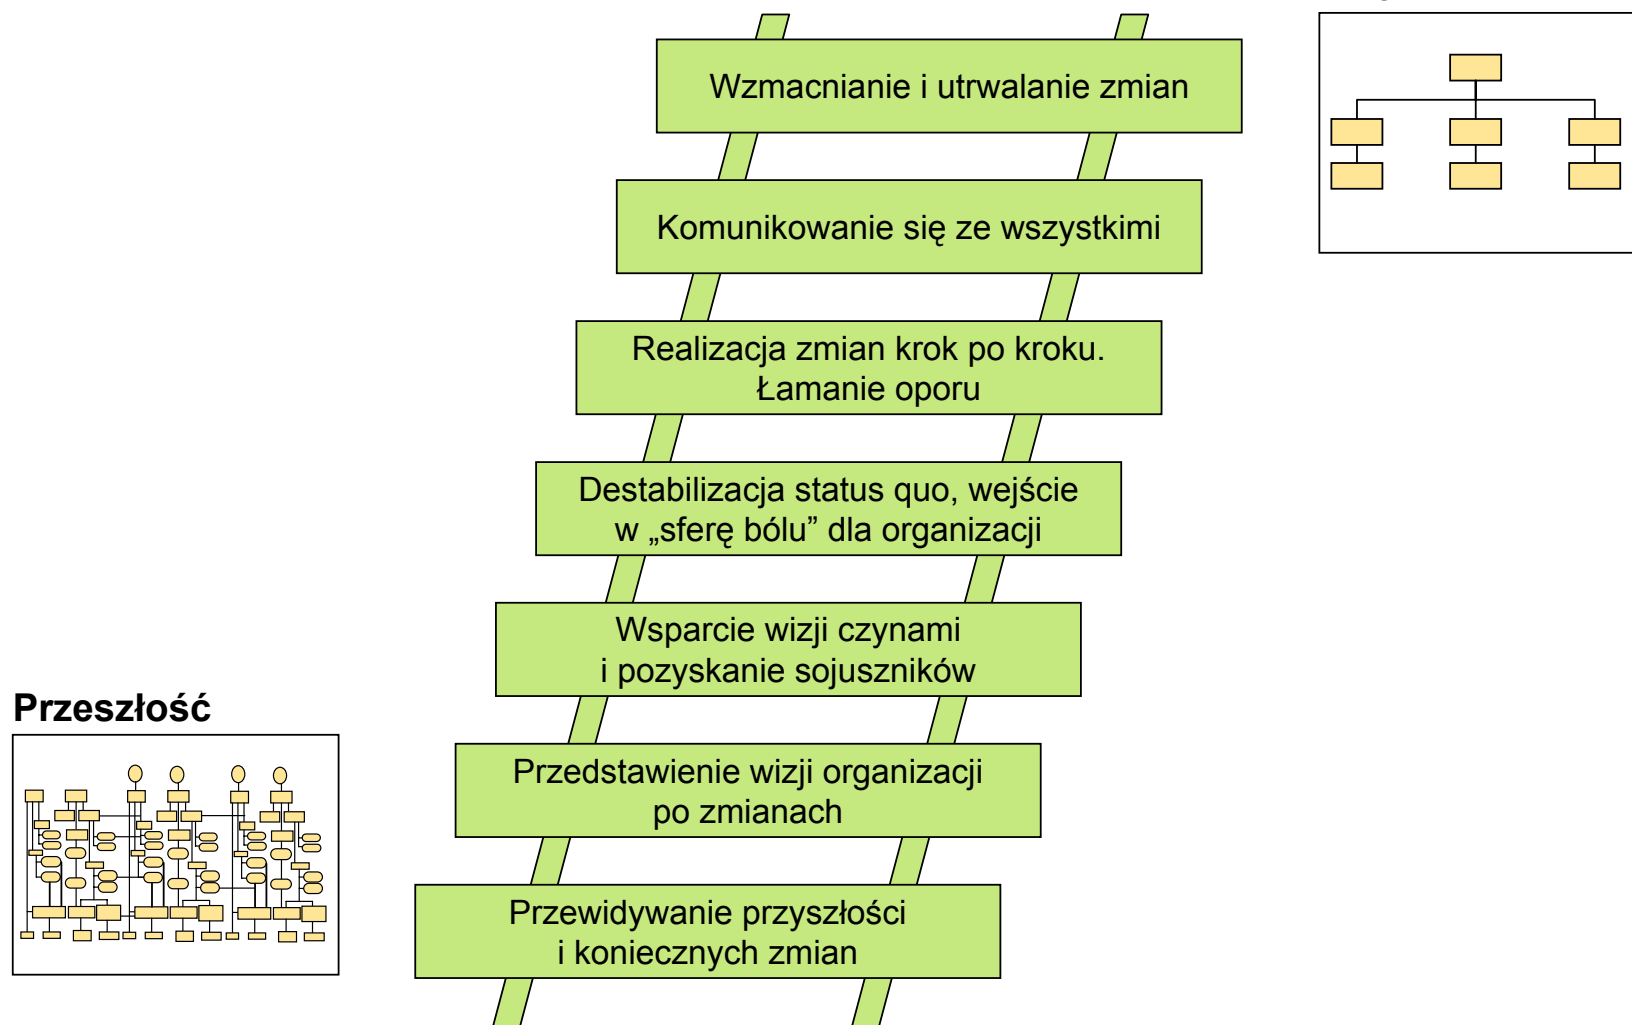 Wzmacnianie i utrwalanie zmian
Komunikowanie się ze wszystkimi
Realizacja zmian krok po kroku.
Łamanie oporu
Destabilizacja status quo, wejście
w „sferę bólu” dla organizacji
Wsparcie wizji czynami
i pozyskanie sojuszników
Przeszłość
Przedstawienie wizji organizacji
po zmianach
Przewidywanie przyszłości
i koniecznych zmian